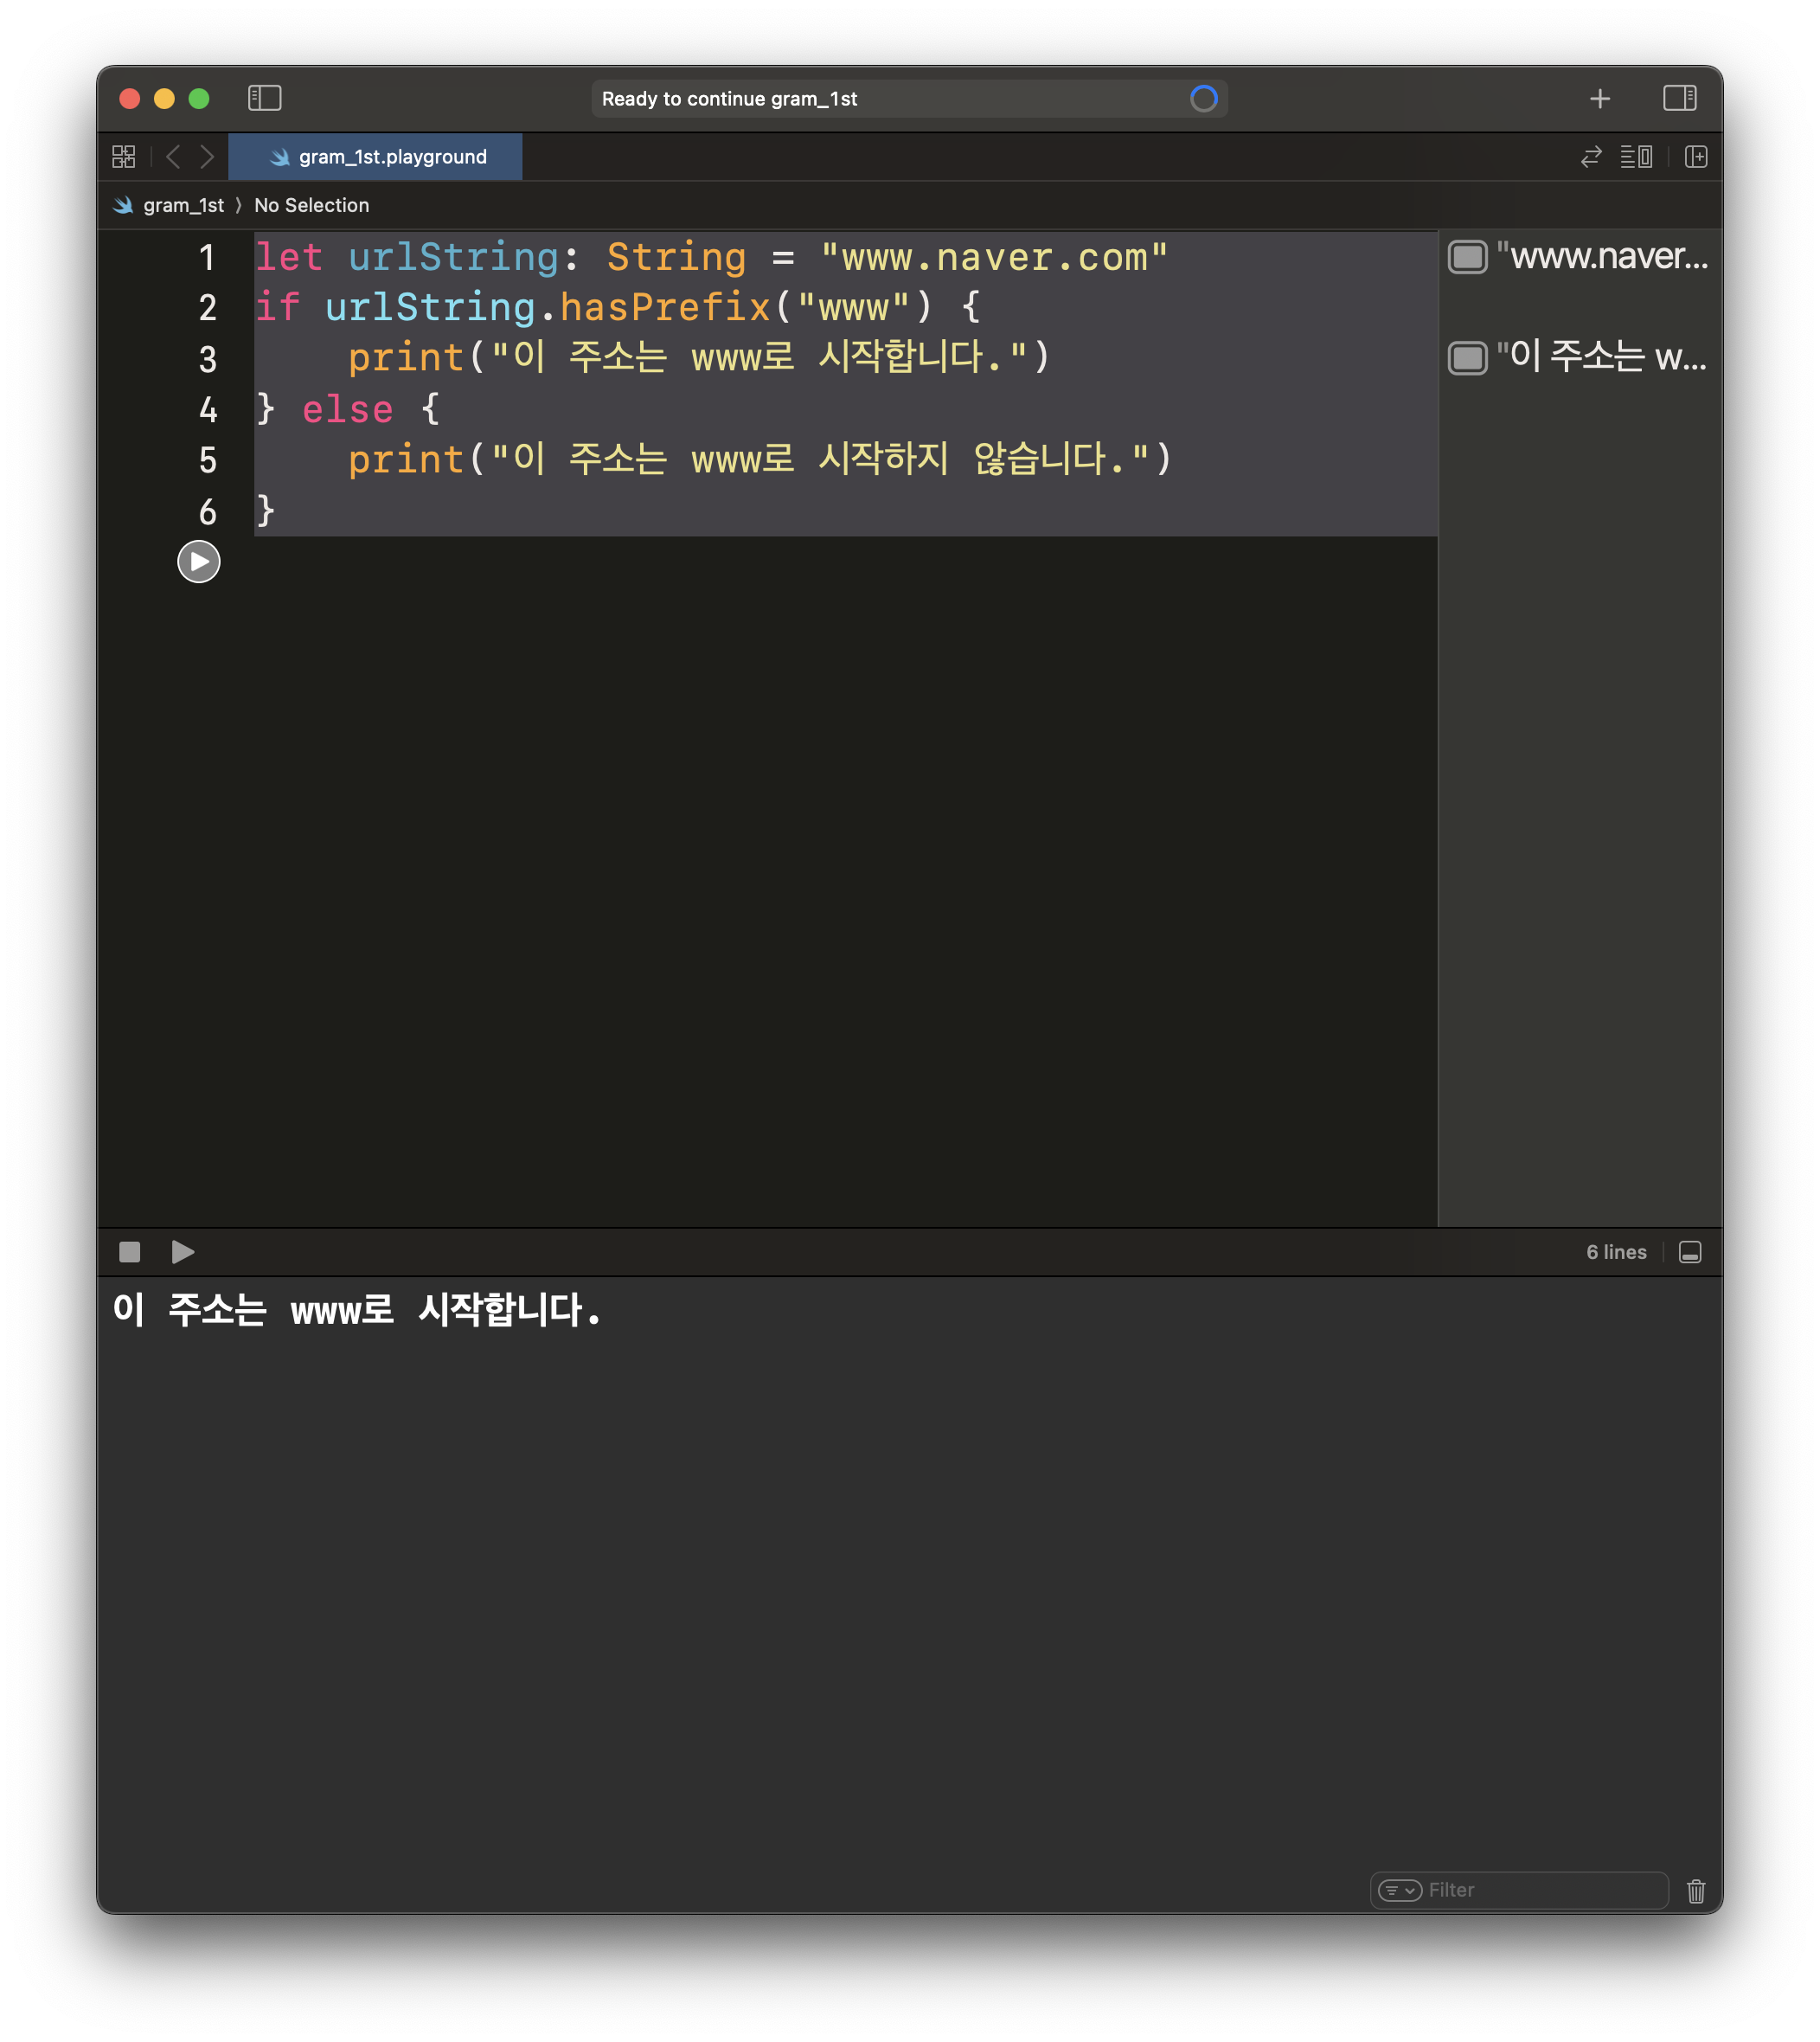 Ready to continue gram_1st
gram_1st.playground
gram_1st 〉 No Selection
1 let urlString: String = "www.naver.com"
"www.naver...
2 if urlString.hasPrefix("www") {
3     print("이 주소는 www로 시작합니다.")
"이 주소는 w...
4 } else {
5     print("이 주소는 www로 시작하지 않습니다.")
6 }
6 lines
이 주소는 www로 시작합니다.
Filter